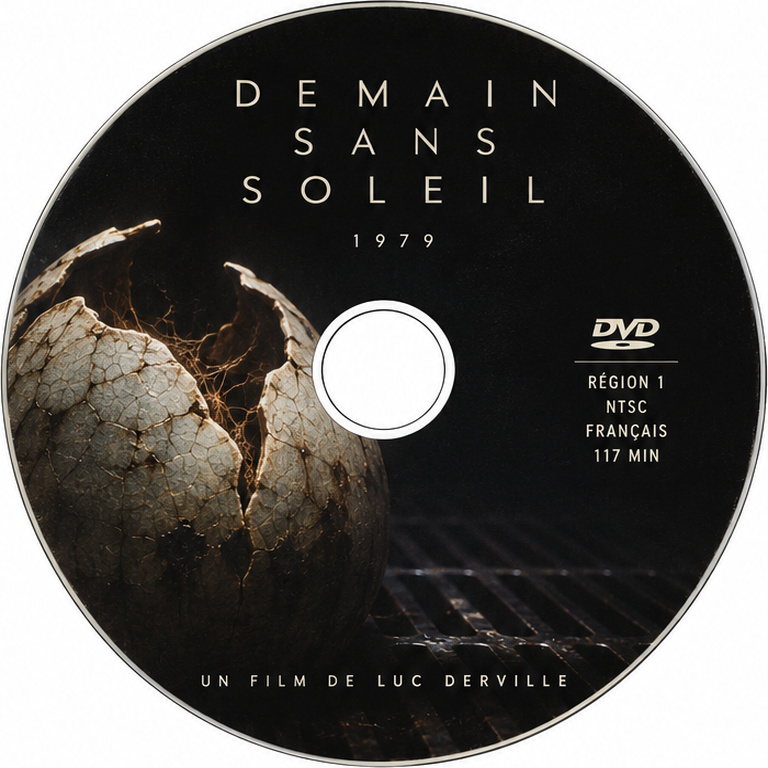 DEMAIN
SANS
SOLEIL
1979
DVD
RÉGION 1
NTSC
FRANÇAIS
117 MIN
UN FILM DE LUC DERVILLE